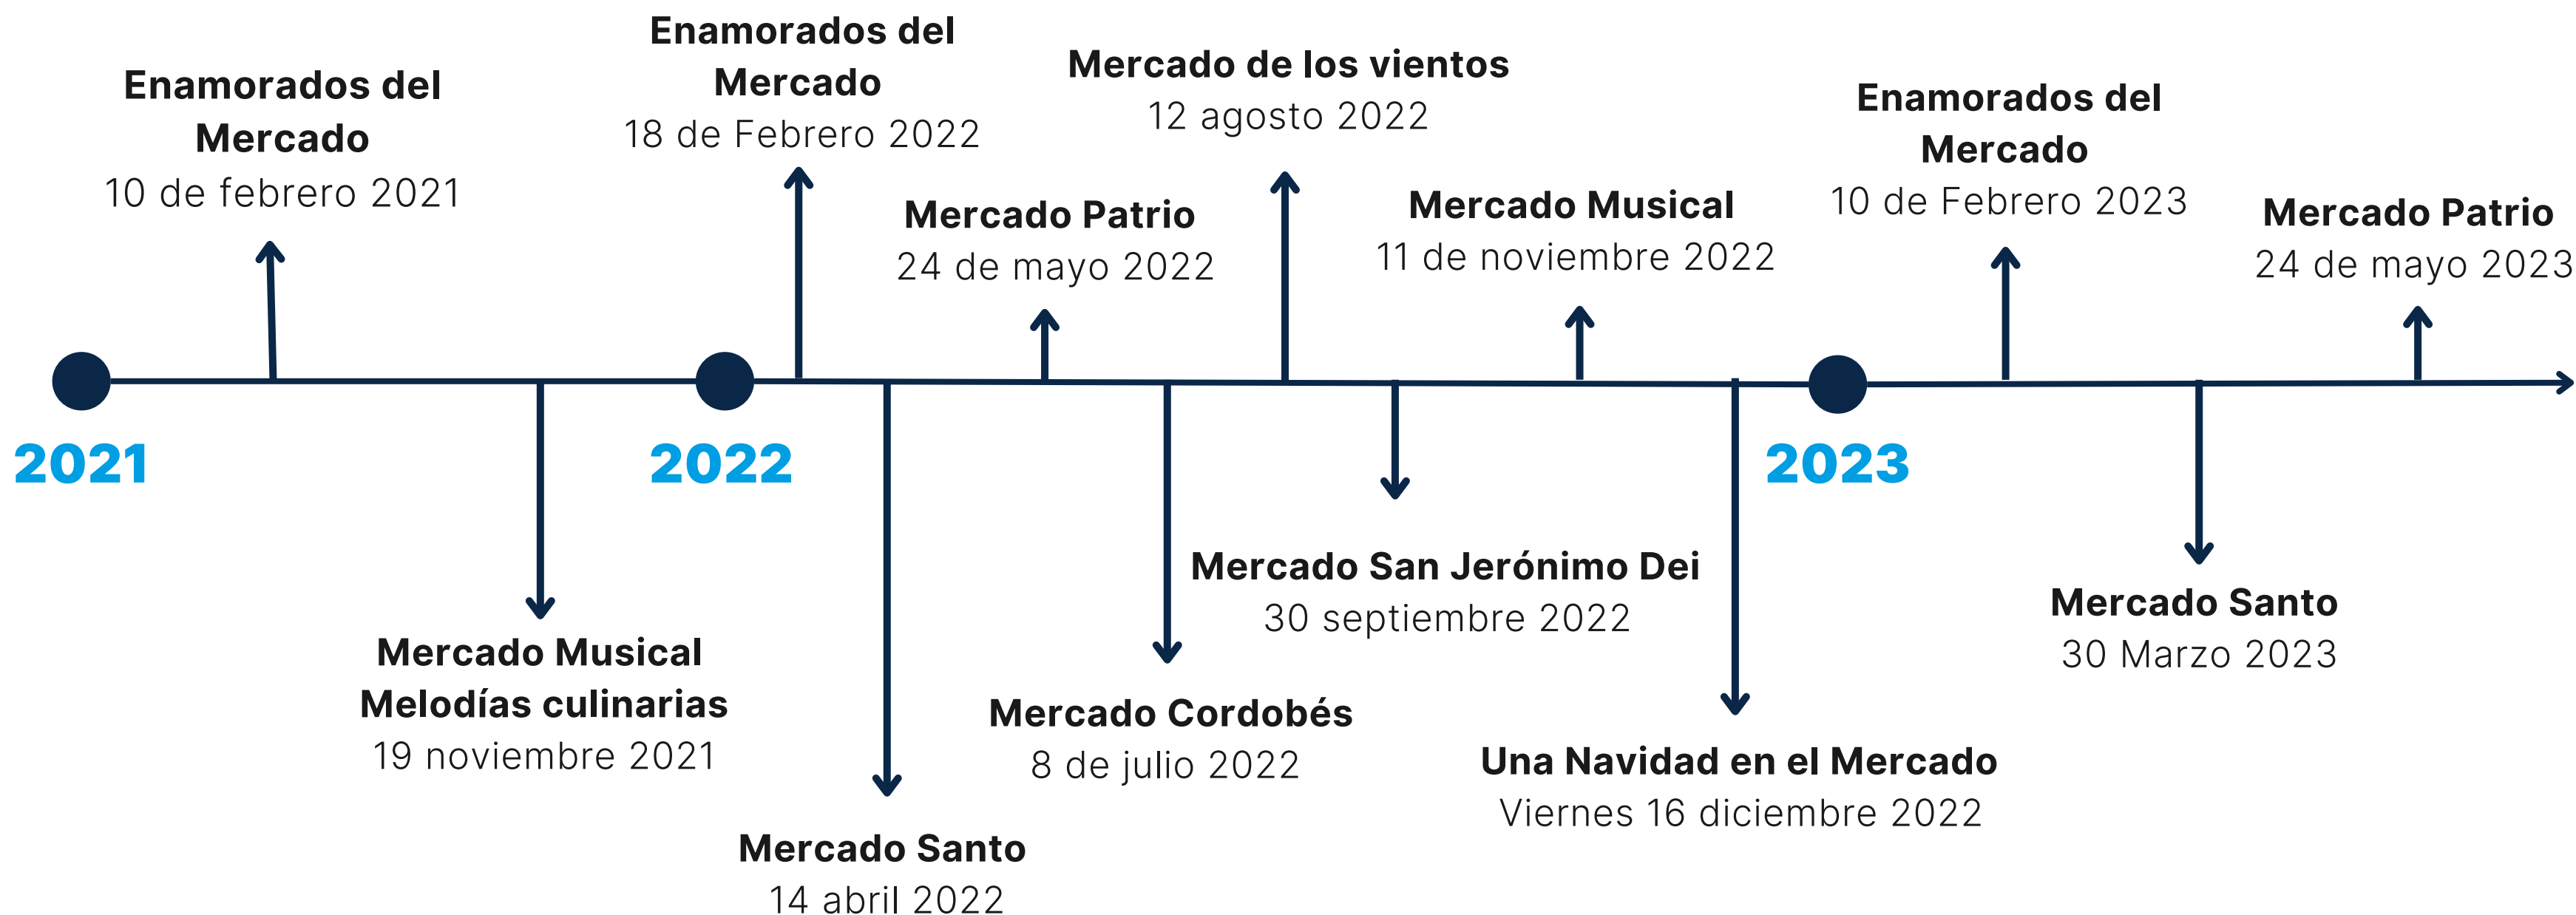 Enamorados del
Mercado
10 de febrero 2021
Enamorados del
Mercado
18 de Febrero 2022
Mercado Patrio
24 de mayo 2022
Mercado de los vientos
12 agosto 2022
Mercado Musical
11 de noviembre 2022
Enamorados del
Mercado
10 de Febrero 2023
Mercado Patrio
24 de mayo 2023
2021
2022
2023
Mercado Musical
Melodías culinarias
19 noviembre 2021
Mercado Santo
14 abril 2022
Mercado Cordobés
8 de julio 2022
Mercado San Jerónimo Dei
30 septiembre 2022
Una Navidad en el Mercado
Viernes 16 diciembre 2022
Mercado Santo
30 Marzo 2023